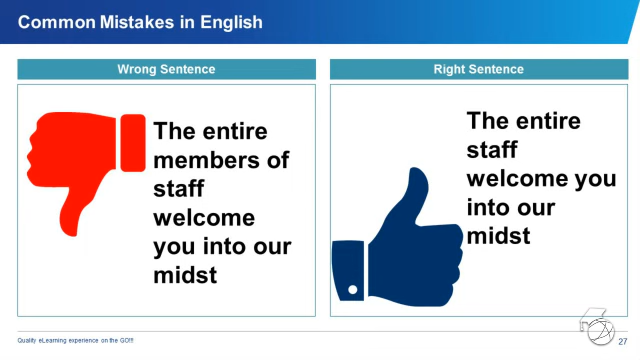 Common Mistakes in English
Wrong Sentence
The entire
members of
staff
welcome
you into our
midst
Right Sentence
The entire
staff
welcome you
into our
midst
Quality eLearning experience on the GO!!!
27